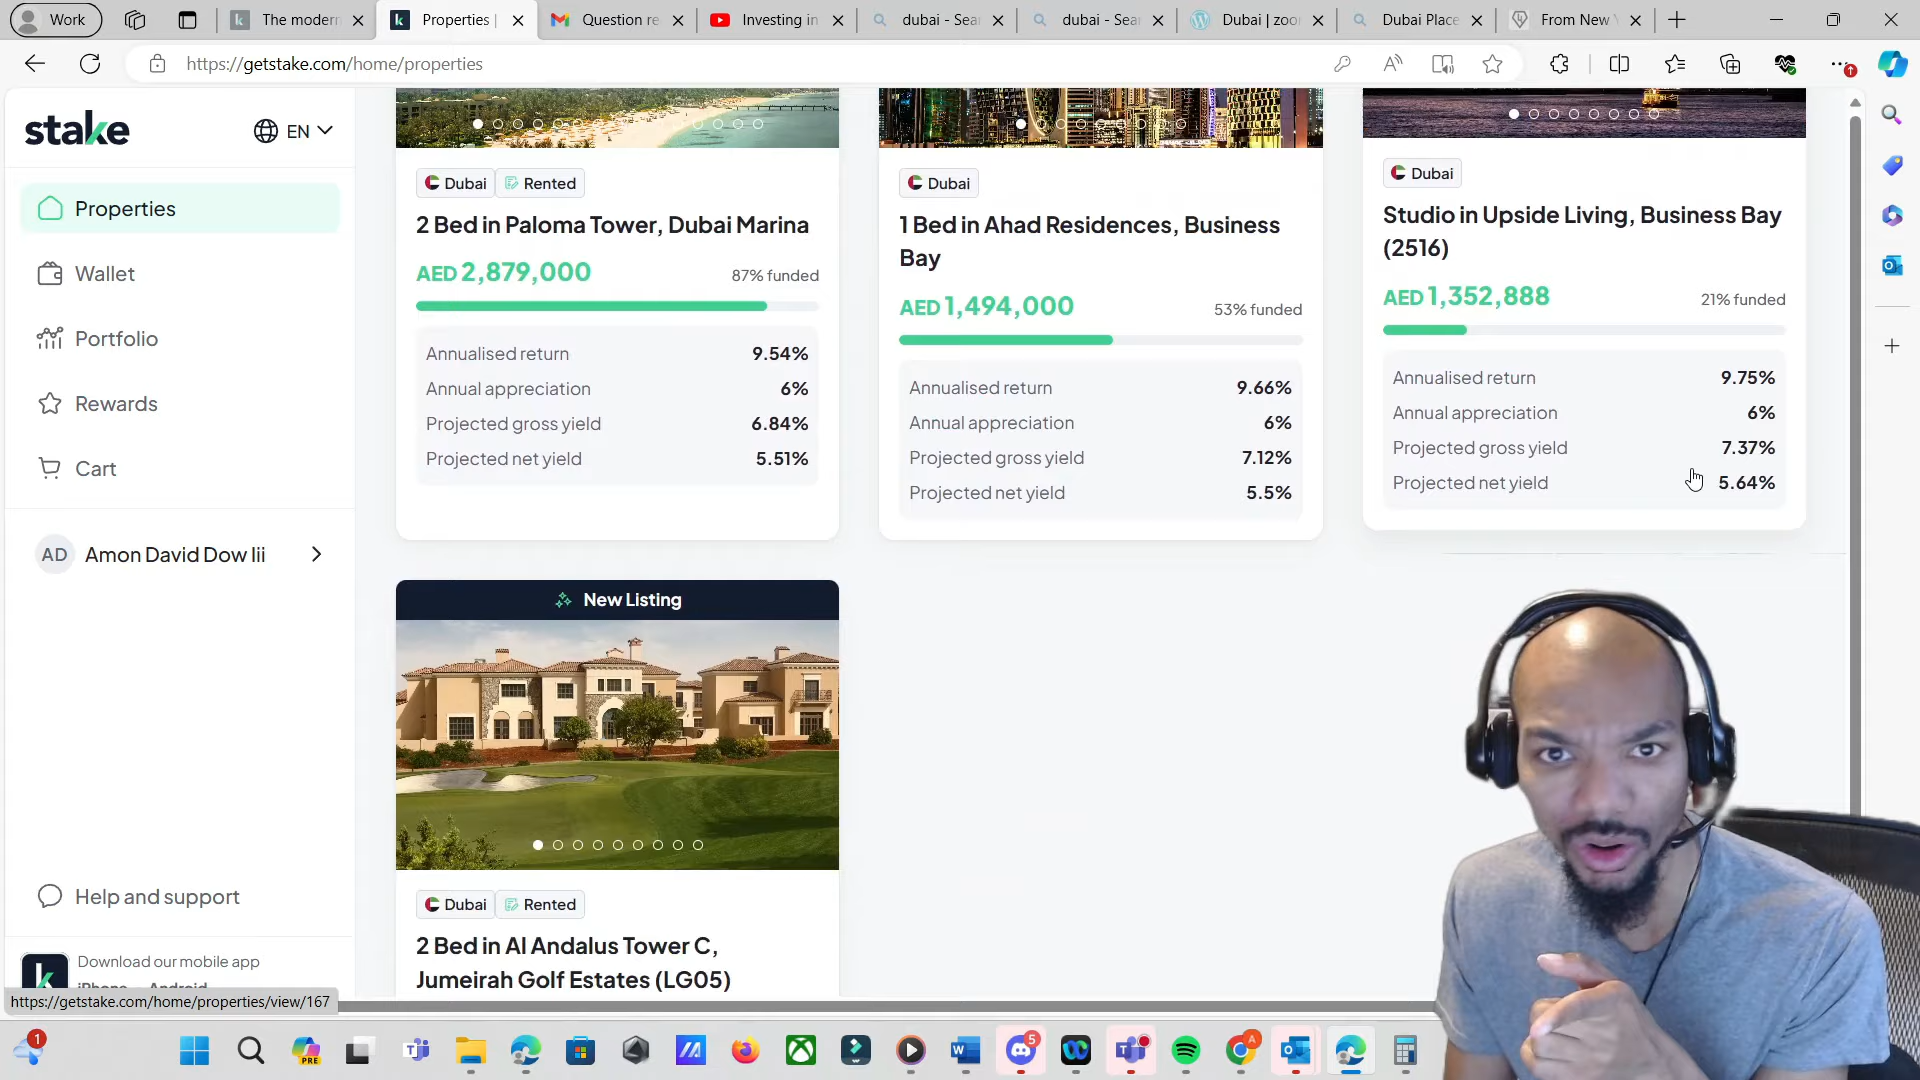 Work
The modern
Properties |
Question re
Investing in
dubai - Sear
dubai - Sear
Dubai | zoo
Dubai Place
From New Y
https://getstake.com/home/properties
stake
EN
Properties
Wallet
Portfolio
Rewards
Cart
AD
Amon David Dow Iii
Help and support
Download our mobile app
https://getstake.com/home/properties/view/167
Dubai
Rented
2 Bed in Paloma Tower, Dubai Marina
AED 2,879,000
87% funded
Annualised return 9.54%
Annual appreciation 6%
Projected gross yield 6.84%
Projected net yield 5.51%
Dubai
1 Bed in Ahad Residences, Business
Bay
AED 1,494,000
53% funded
Annualised return 9.66%
Annual appreciation 6%
Projected gross yield 7.12%
Projected net yield 5.5%
Dubai
Studio in Upside Living, Business Bay
(2516)
AED 1,352,888
21% funded
Annualised return 9.75%
Annual appreciation 6%
Projected gross yield 7.37%
Projected net yield 5.64%
New Listing
Dubai
Rented
2 Bed in Al Andalus Tower C,
Jumeirah Golf Estates (LG05)
1
PRE
5
A